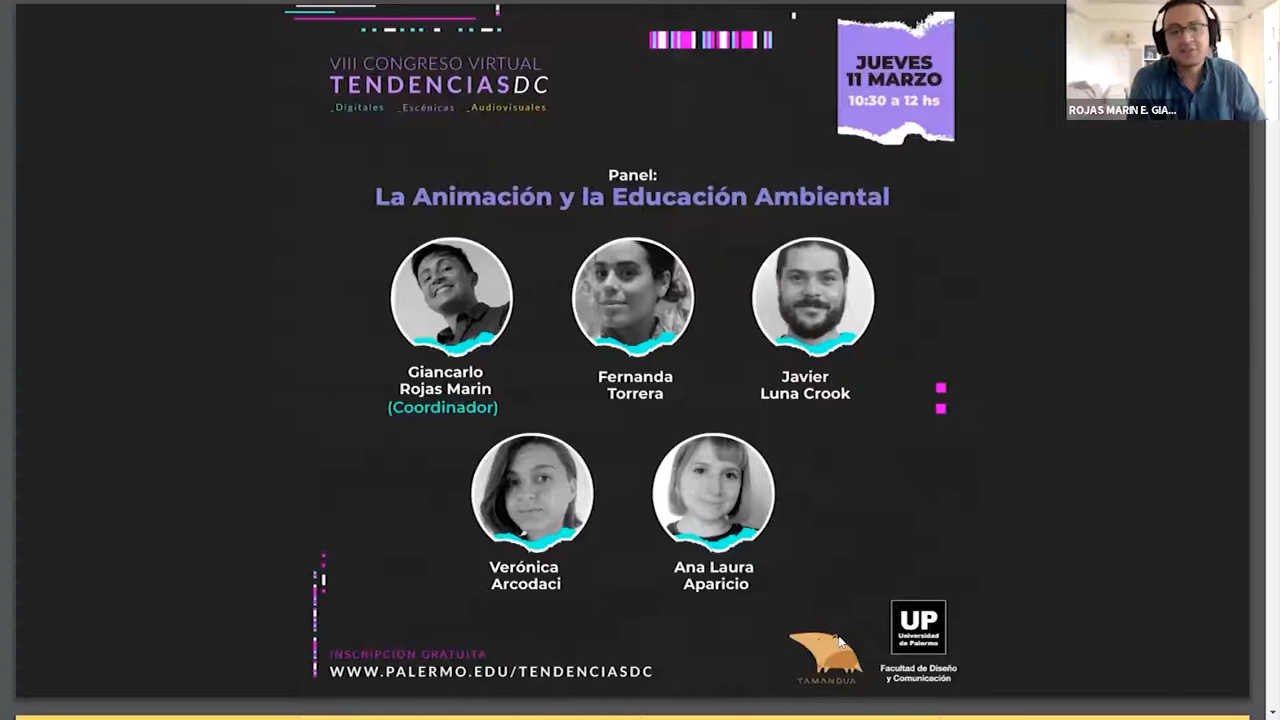 VIII CONGRESO VIRTUAL
TENDENCIASDC
_Digitales _Escénicas _Audiovisuales
JUEVES
11 MARZO
10:30 a 12 hs
ROJAS MARIN E. GIA...
Panel:
La Animación y la Educación Ambiental
Giancarlo
Rojas Marin
(Coordinador)
Fernanda
Torrera
Javier
Luna Crook
Verónica
Arcodaci
Ana Laura
Aparicio
INSCRIPCIÓN GRATUITA
WWW.PALERMO.EDU/TENDENCIASDC
TAMANDUA
UP
Universidad
de Palermo
Facultad de Diseño
y Comunicación